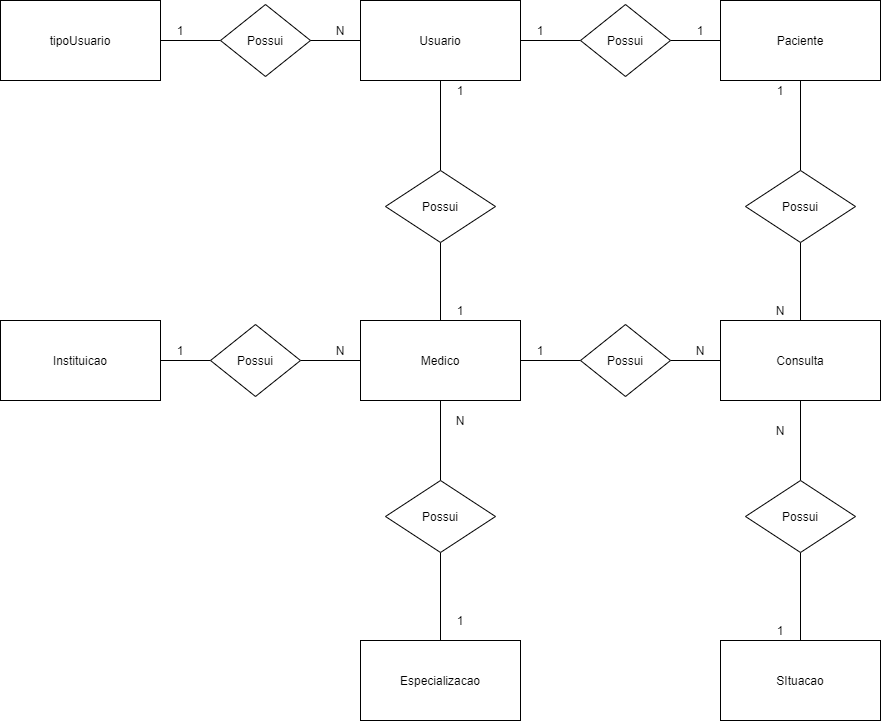 tipoUsuario
1
Possui
N
Usuario
1
Possui
1
Paciente
1
1
Possui
Possui
1
N
Instituicao
1
Possui
N
Medico
1
Possui
N
Consulta
N
N
Possui
Possui
1
1
Especializacao
SItuacao